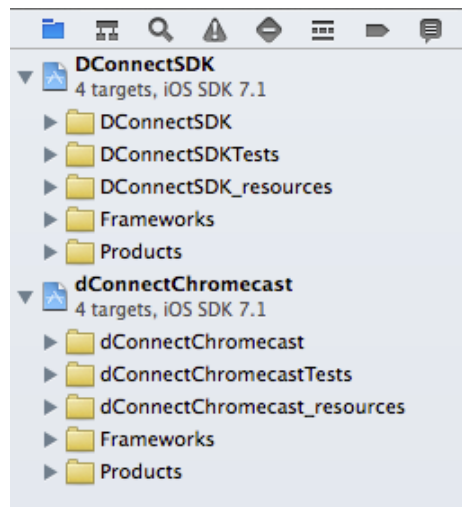 DConnectSDK
4 targets, iOS SDK 7.1
DConnectSDK
DConnectSDKTests
DConnectSDK_resources
Frameworks
Products
dConnectChromecast
4 targets, iOS SDK 7.1
dConnectChromecast
dConnectChromecastTests
dConnectChromecast_resources
Frameworks
Products